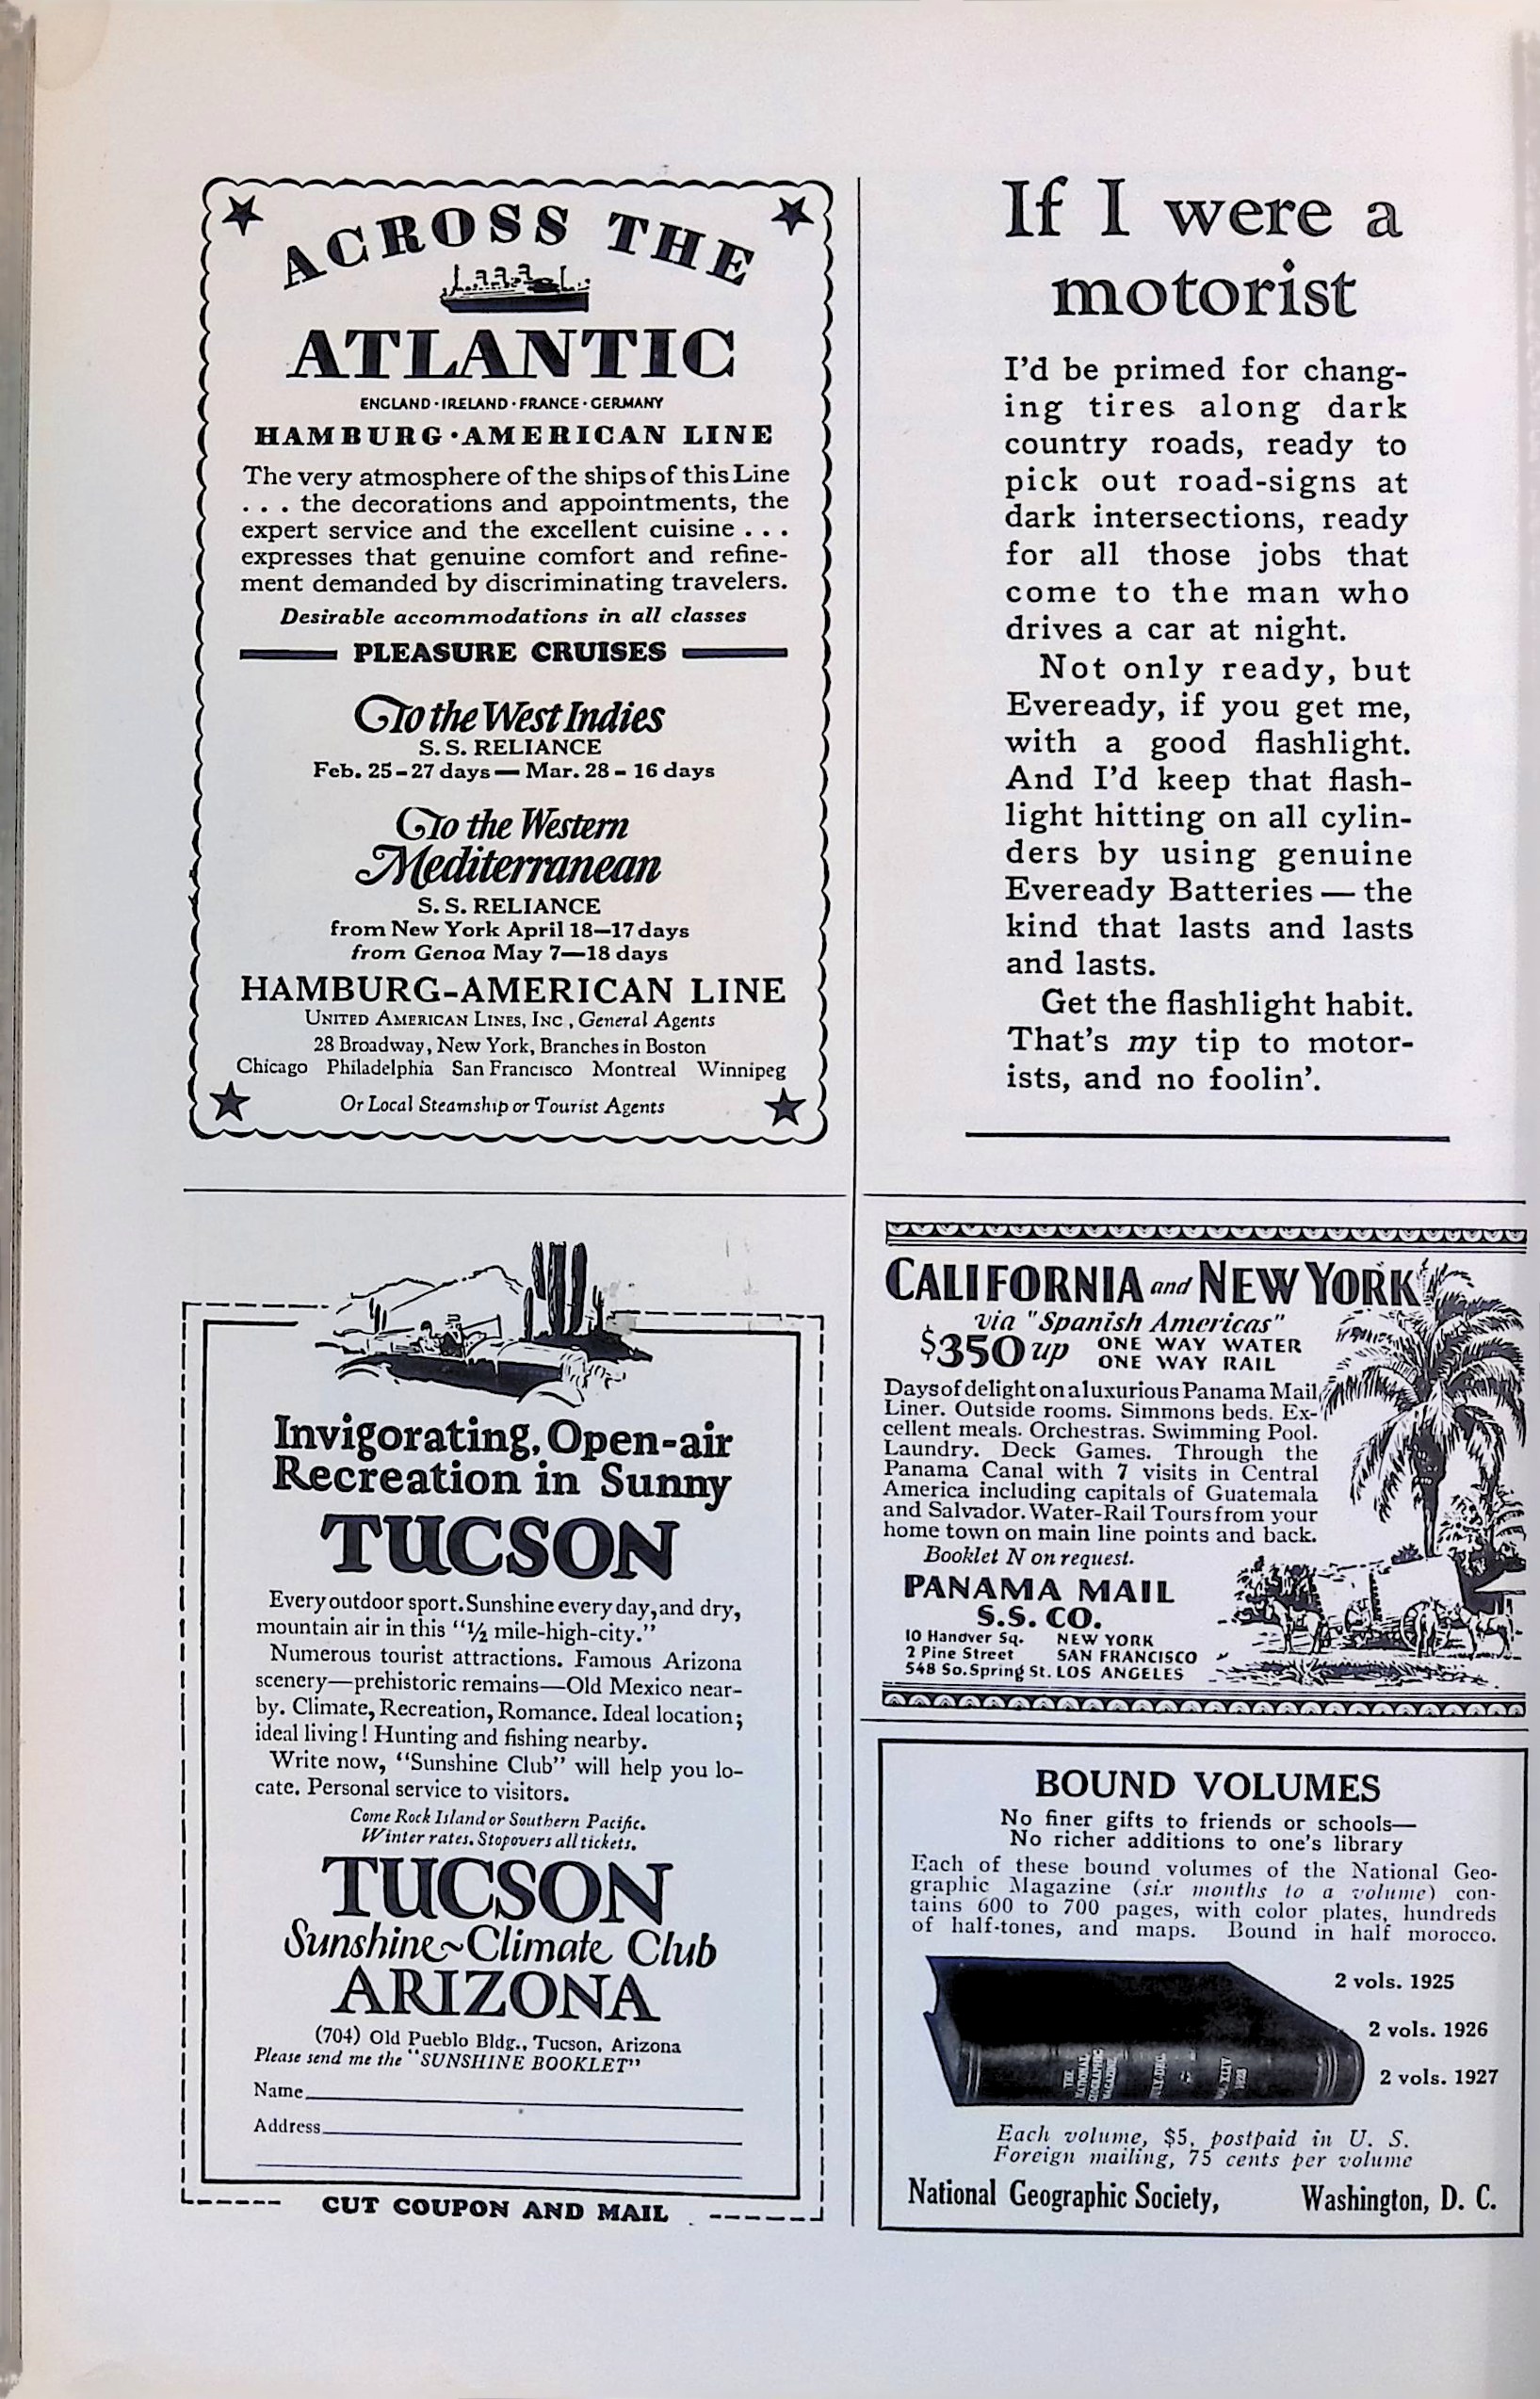 ACROSS THE
ATLANTIC
ENGLAND · IRELAND · FRANCE · GERMANY
HAMBURG · AMERICAN LINE
The very atmosphere of the ships of this Line
. . . the decorations and appointments, the
expert service and the excellent cuisine . . .
expresses that genuine comfort and refine-
ment demanded by discriminating travelers.
Desirable accommodations in all classes
PLEASURE CRUISES
To the West Indies
S. S. RELIANCE
Feb. 25 – 27 days — Mar. 28 – 16 days
To the Western
Mediterranean
S. S. RELIANCE
from New York April 18—17 days
from Genoa May 7—18 days
HAMBURG-AMERICAN LINE
UNITED AMERICAN LINES, INC , General Agents
28 Broadway, New York, Branches in Boston
Chicago Philadelphia San Francisco Montreal Winnipeg
Or Local Steamship or Tourist Agents
If I were a
motorist
I'd be primed for chang-
ing tires along dark
country roads, ready to
pick out road-signs at
dark intersections, ready
for all those jobs that
come to the man who
drives a car at night.
Not only ready, but
Eveready, if you get me,
with a good flashlight.
And I'd keep that flash-
light hitting on all cylin-
ders by using genuine
Eveready Batteries — the
kind that lasts and lasts
and lasts.
Get the flashlight habit.
That's my tip to motor-
ists, and no foolin'.
Invigorating, Open-air
Recreation in Sunny
TUCSON
Every outdoor sport. Sunshine every day, and dry,
mountain air in this "½ mile-high-city."
Numerous tourist attractions. Famous Arizona
scenery—prehistoric remains—Old Mexico near-
by. Climate, Recreation, Romance. Ideal location;
ideal living! Hunting and fishing nearby.
Write now, "Sunshine Club" will help you lo-
cate. Personal service to visitors.
Come Rock Island or Southern Pacific.
Winter rates. Stopovers all tickets.
TUCSON
Sunshine~Climate Club
ARIZONA
(704) Old Pueblo Bldg., Tucson, Arizona
Please send me the "SUNSHINE BOOKLET"
Name
Address
CUT COUPON AND MAIL
CALIFORNIA and NEW YORK
via "Spanish Americas"
$350 up ONE WAY WATER
ONE WAY RAIL
Days of delight on a luxurious Panama Mail
Liner. Outside rooms. Simmons beds. Ex-
cellent meals. Orchestras. Swimming Pool.
Laundry. Deck Games. Through the
Panama Canal with 7 visits in Central
America including capitals of Guatemala
and Salvador. Water-Rail Tours from your
home town on main line points and back.
Booklet N on request.
PANAMA MAIL
S.S. CO.
10 Hanover Sq. NEW YORK
2 Pine Street SAN FRANCISCO
548 So. Spring St. LOS ANGELES
BOUND VOLUMES
No finer gifts to friends or schools—
No richer additions to one's library
Each of these bound volumes of the National Geo-
graphic Magazine (six months to a volume) con-
tains 600 to 700 pages, with color plates, hundreds
of half-tones, and maps. Bound in half morocco.
2 vols. 1925
2 vols. 1926
2 vols. 1927
THE
NATIONAL
GEOGRAPHIC
MAGAZINE
JULY-DEC.
VOL. XLIV
1923
Each volume, $5, postpaid in U. S.
Foreign mailing, 75 cents per volume
National Geographic Society, Washington, D. C.